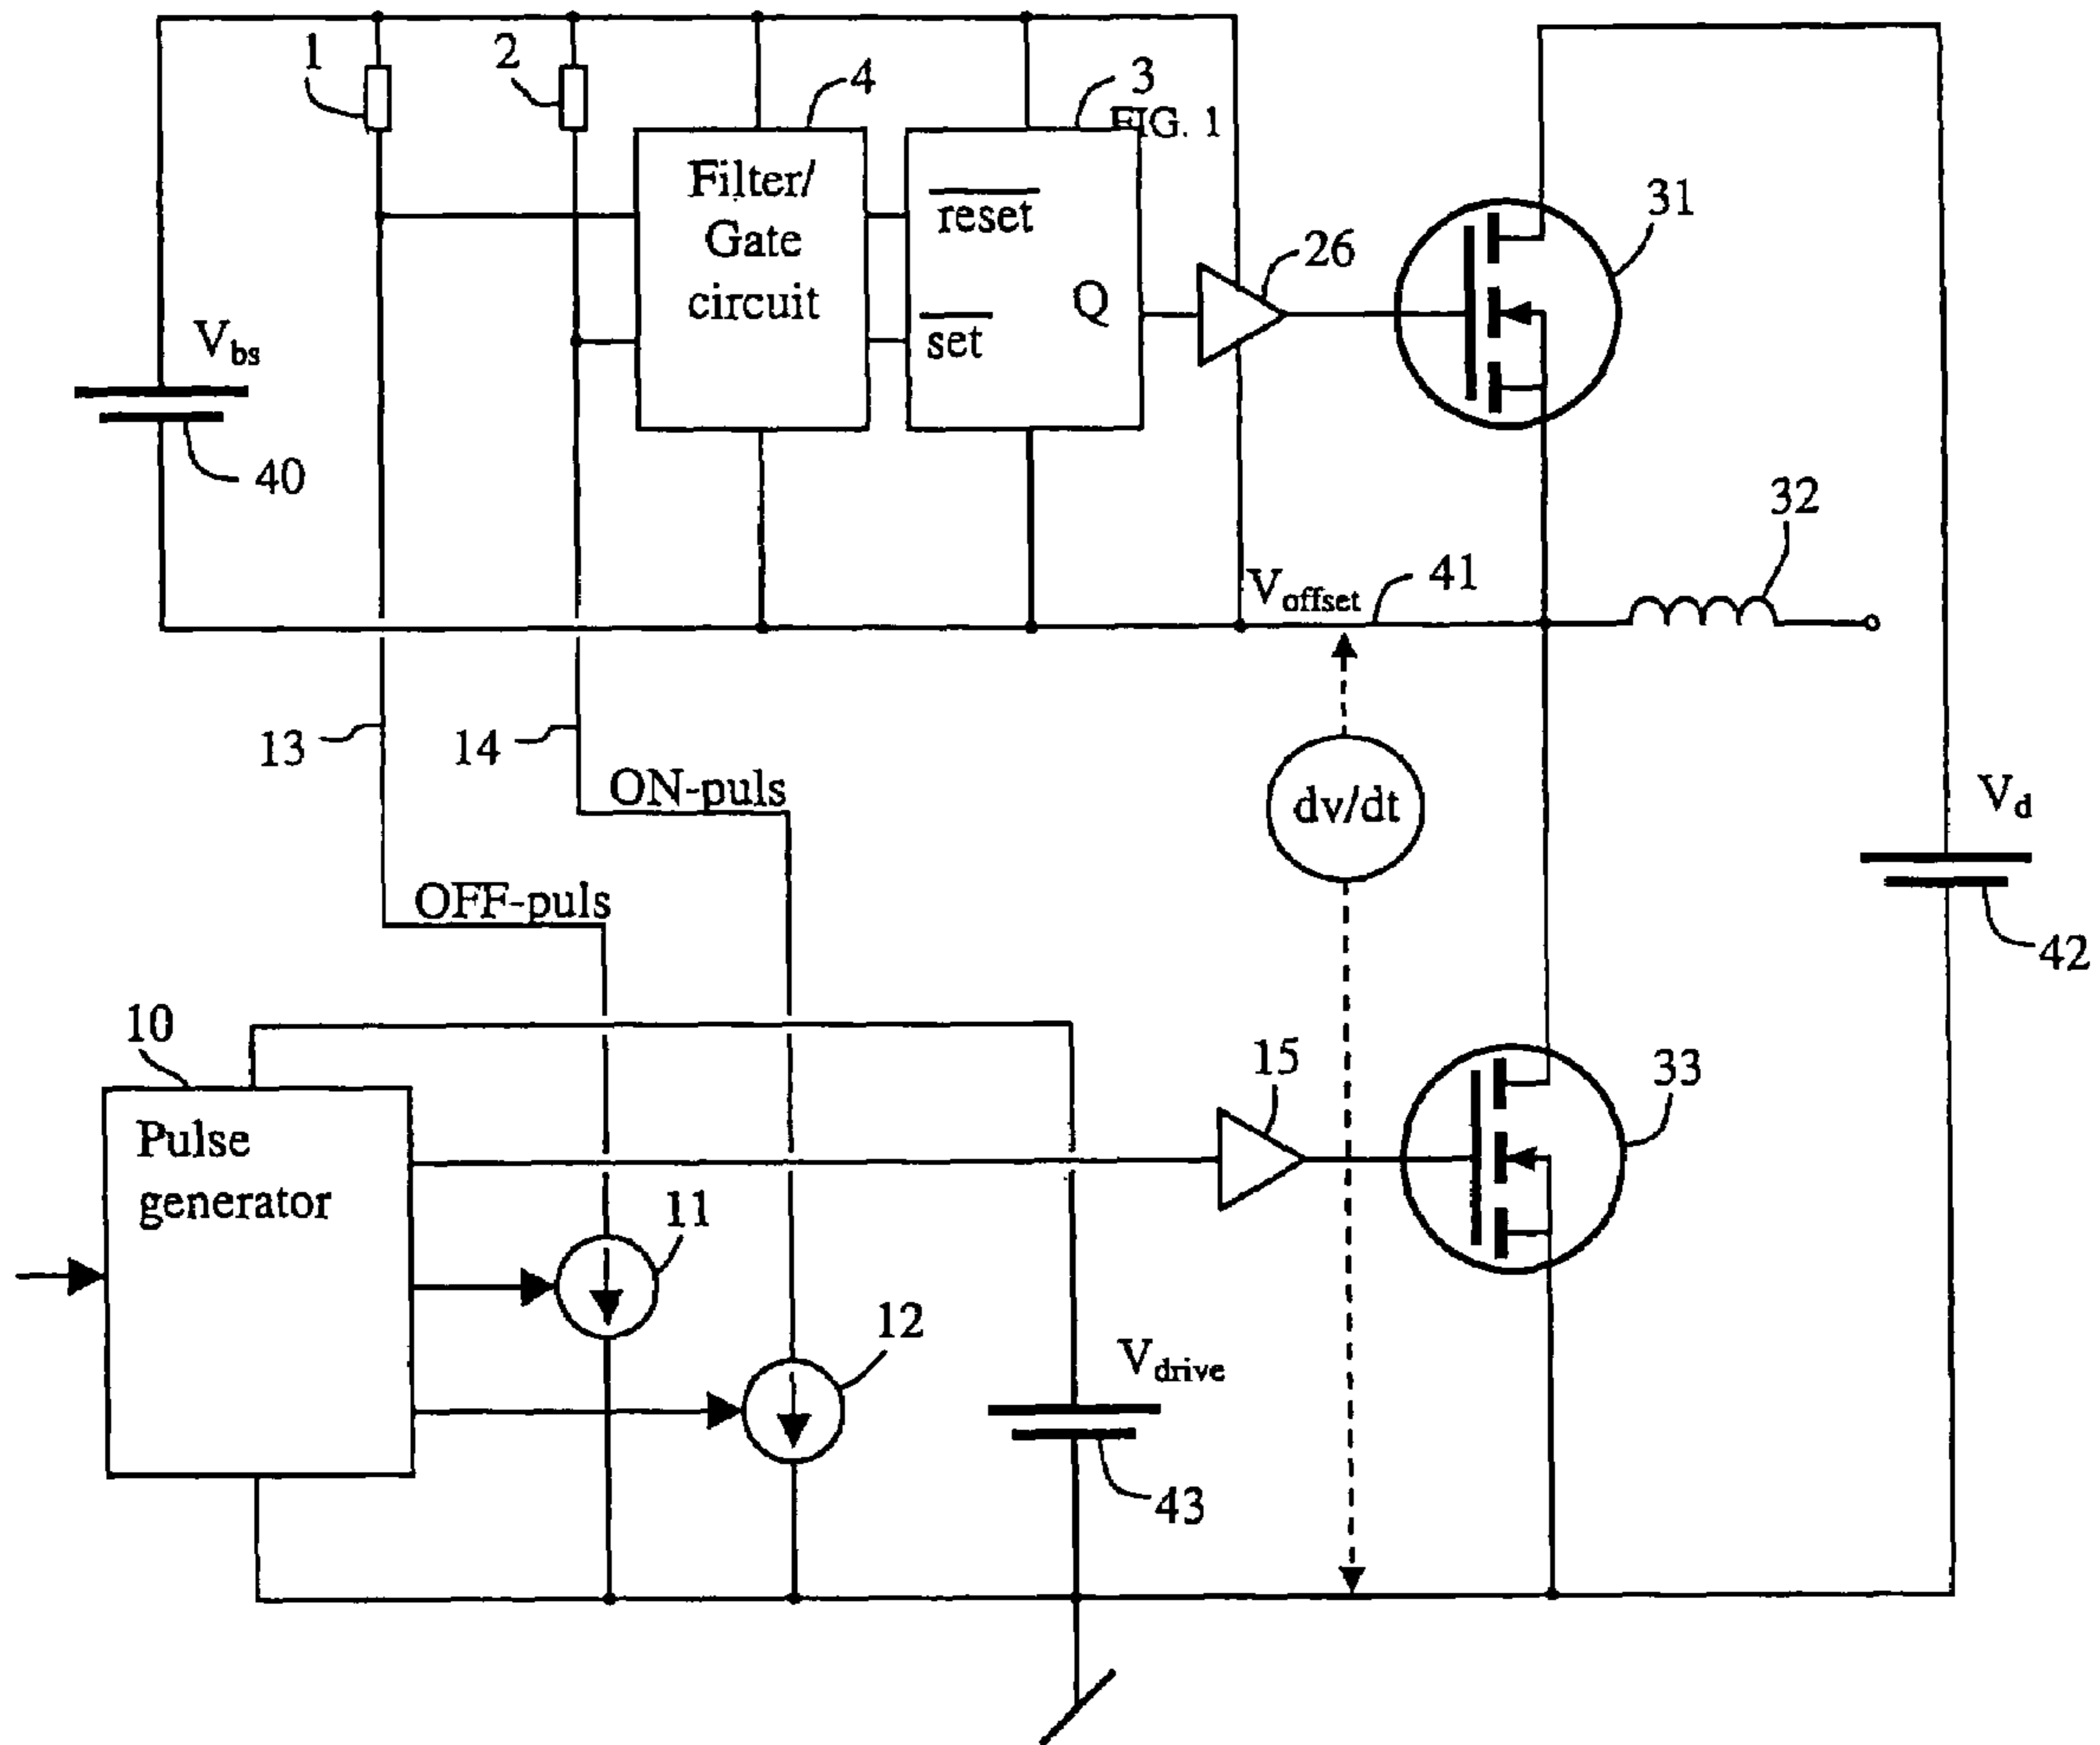 1
2
4
3
FIG. 1
31
Filter/
Gate
circuit
reset
set
Q
26
Vbs
40
32
Voffset
41
13
14
ON-puls
dv/dt
Vd
OFF-puls
42
10
15
33
Pulse
generator
11
12
Vdrive
43